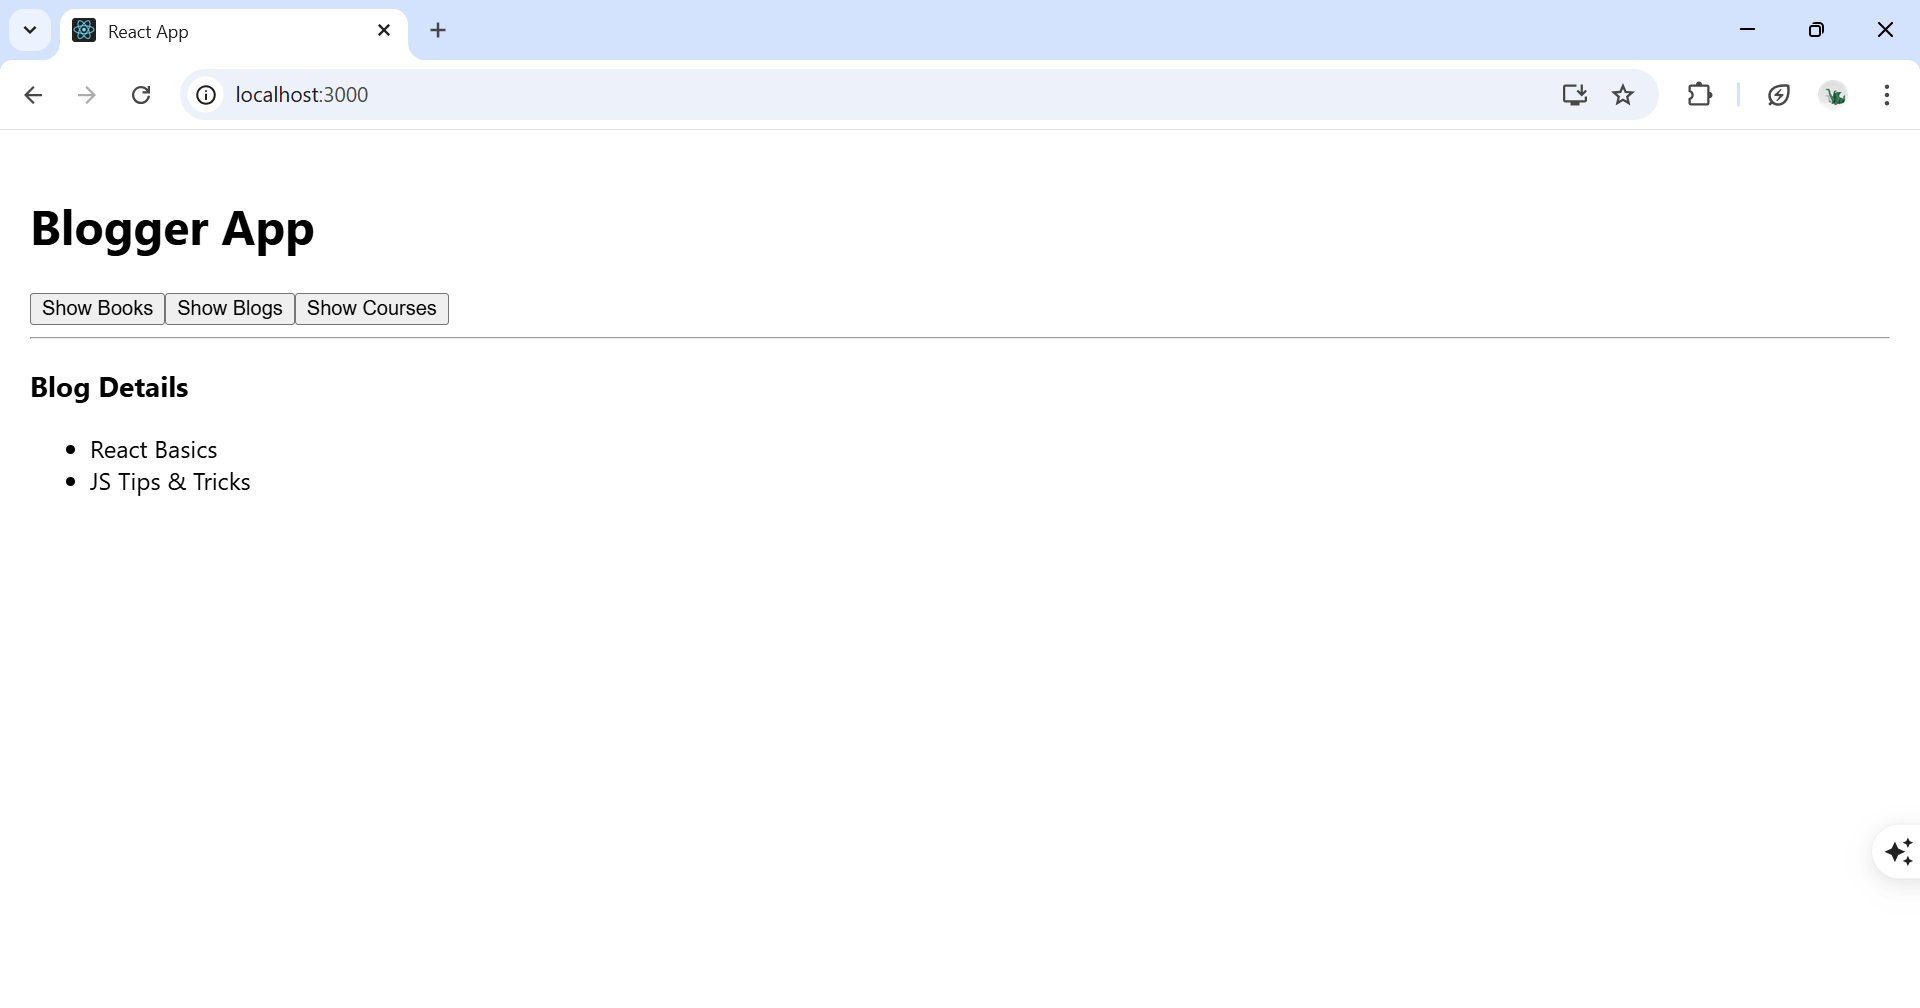 React App
localhost:3000
Blogger App
Show Books Show Blogs Show Courses
Blog Details
React Basics
JS Tips & Tricks